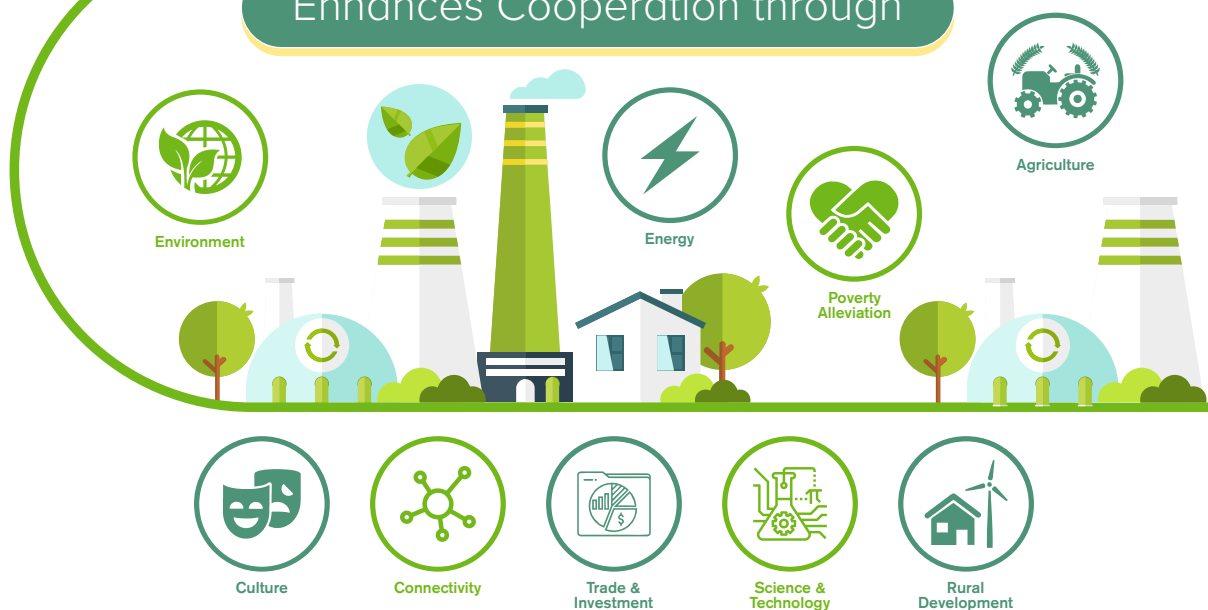 Enhances Cooperation through
Agriculture
Environment
Energy
Poverty
Alleviation
Culture
Connectivity
Trade &
Investment
$
π
Science &
Technology
Rural
Development